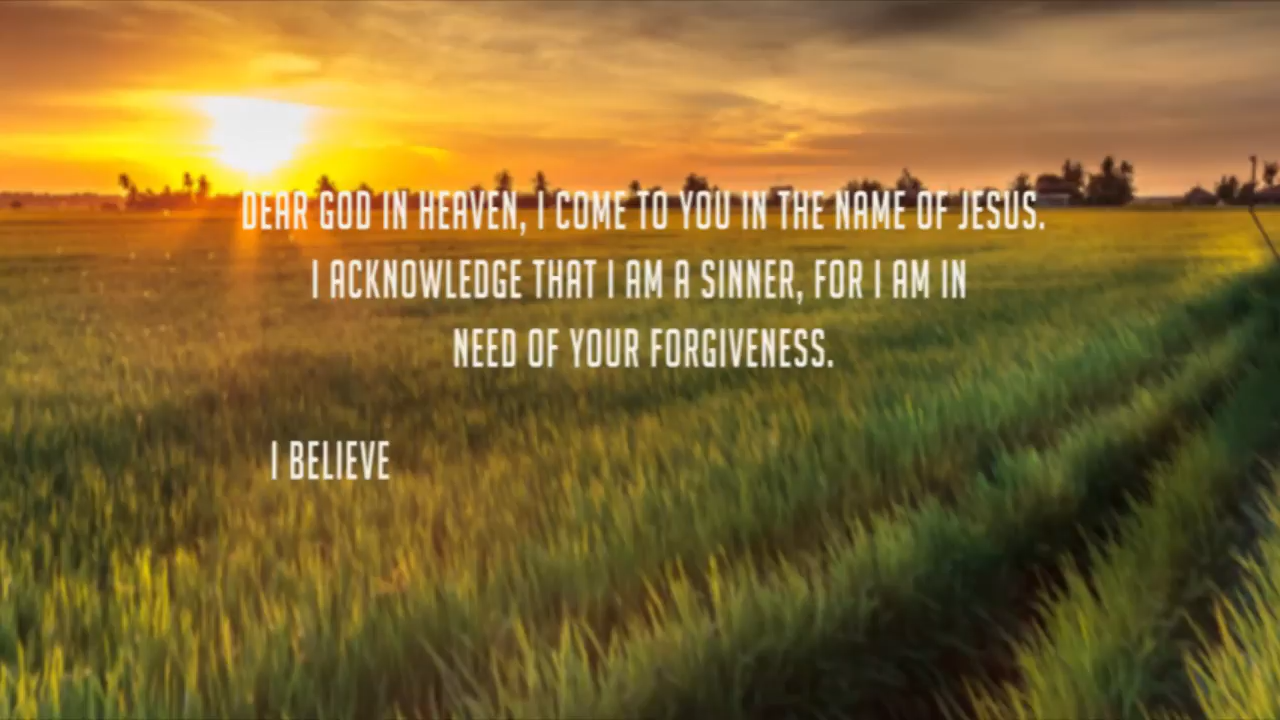 DEAR GOD IN HEAVEN, I COME TO YOU IN THE NAME OF JESUS.
I ACKNOWLEDGE THAT I AM A SINNER, FOR I AM IN
NEED OF YOUR FORGIVENESS.
I BELIEVE